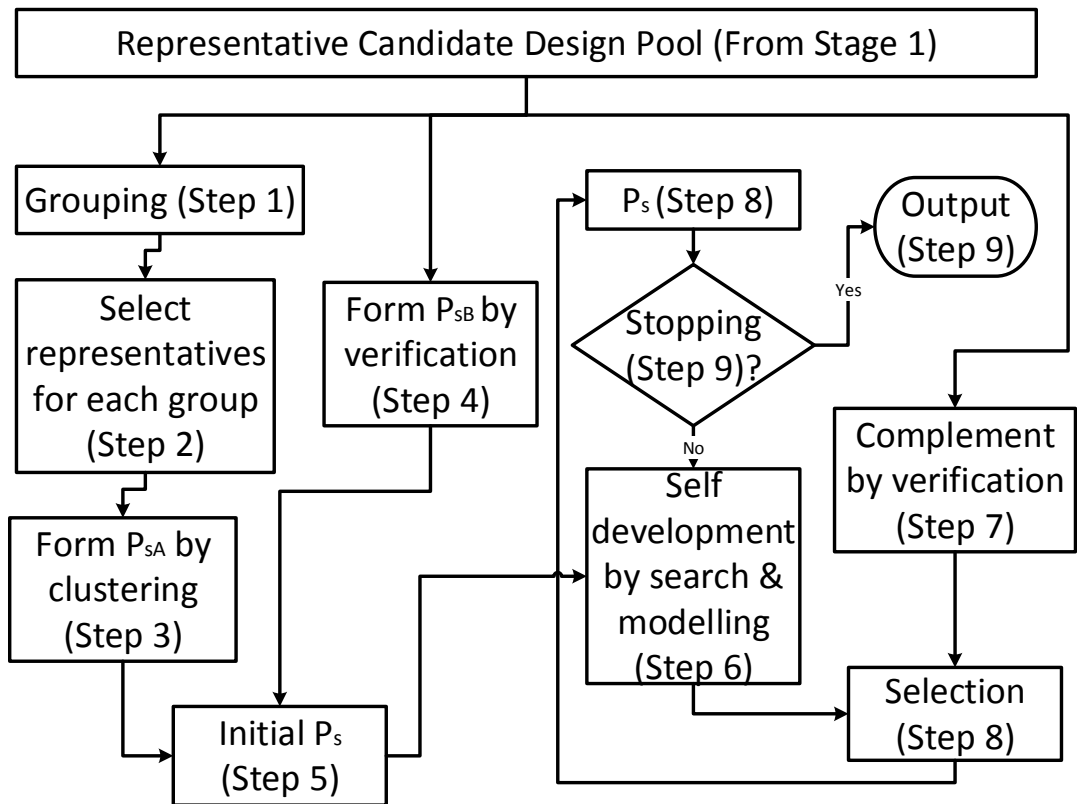 Representative Candidate Design Pool (From Stage 1)
Grouping (Step 1)
Select
representatives
for each group
(Step 2)
Form PsA by
clustering
(Step 3)
Form PsB by
verification
(Step 4)
Initial Ps
(Step 5)
Ps (Step 8)
Stopping
(Step 9)?
Yes
No
Output
(Step 9)
Self
development
by search &
modelling
(Step 6)
Complement
by verification
(Step 7)
Selection
(Step 8)